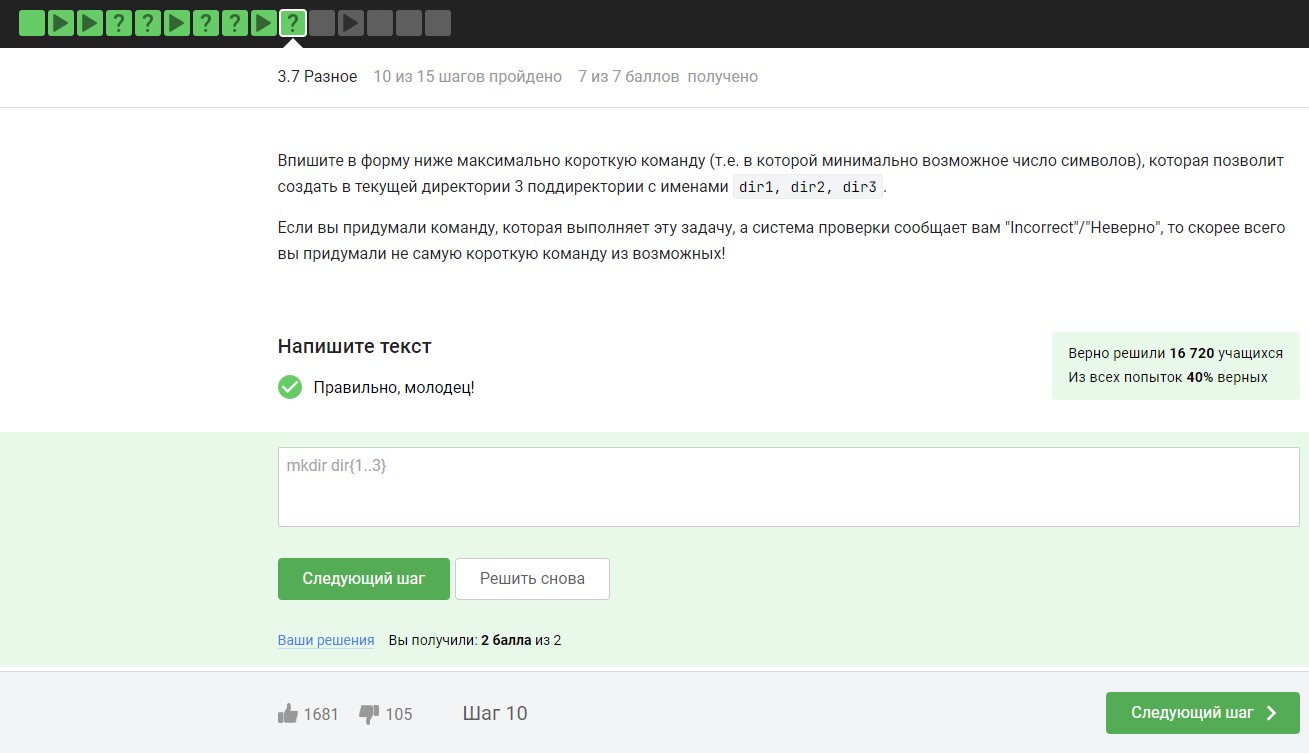 ? ? ? ? ?
3.7 Разное 10 из 15 шагов пройдено 7 из 7 баллов получено
Впишите в форму ниже максимально короткую команду (т.е. в которой минимально возможное число символов), которая позволит
создать в текущей директории 3 поддиректории с именами dir1, dir2, dir3.
Если вы придумали команду, которая выполняет эту задачу, а система проверки сообщает вам "Incorrect"/"Неверно", то скорее всего
вы придумали не самую короткую команду из возможных!
Напишите текст
Верно решили 16 720 учащихся
Из всех попыток 40% верных
Правильно, молодец!
mkdir dir{1..3}
Следующий шаг Решить снова
Ваши решения Вы получили: 2 балла из 2
1681 105 Шаг 10 Следующий шаг